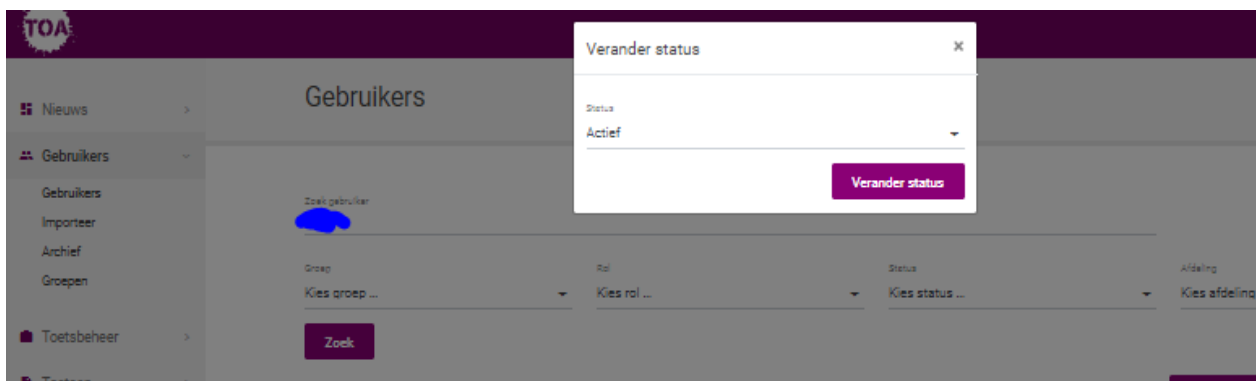 TOA
Verander status ×
Status
Actief
Verander status
Nieuws
Gebruikers
Gebruikers
Importeer
Archief
Groepen
Toetsbeheer
Gebruikers
Zoek gebruiker
Groep Rol Status Afdeling
Kies groep ... Kies rol ... Kies status ... Kies afdeling
Zoek